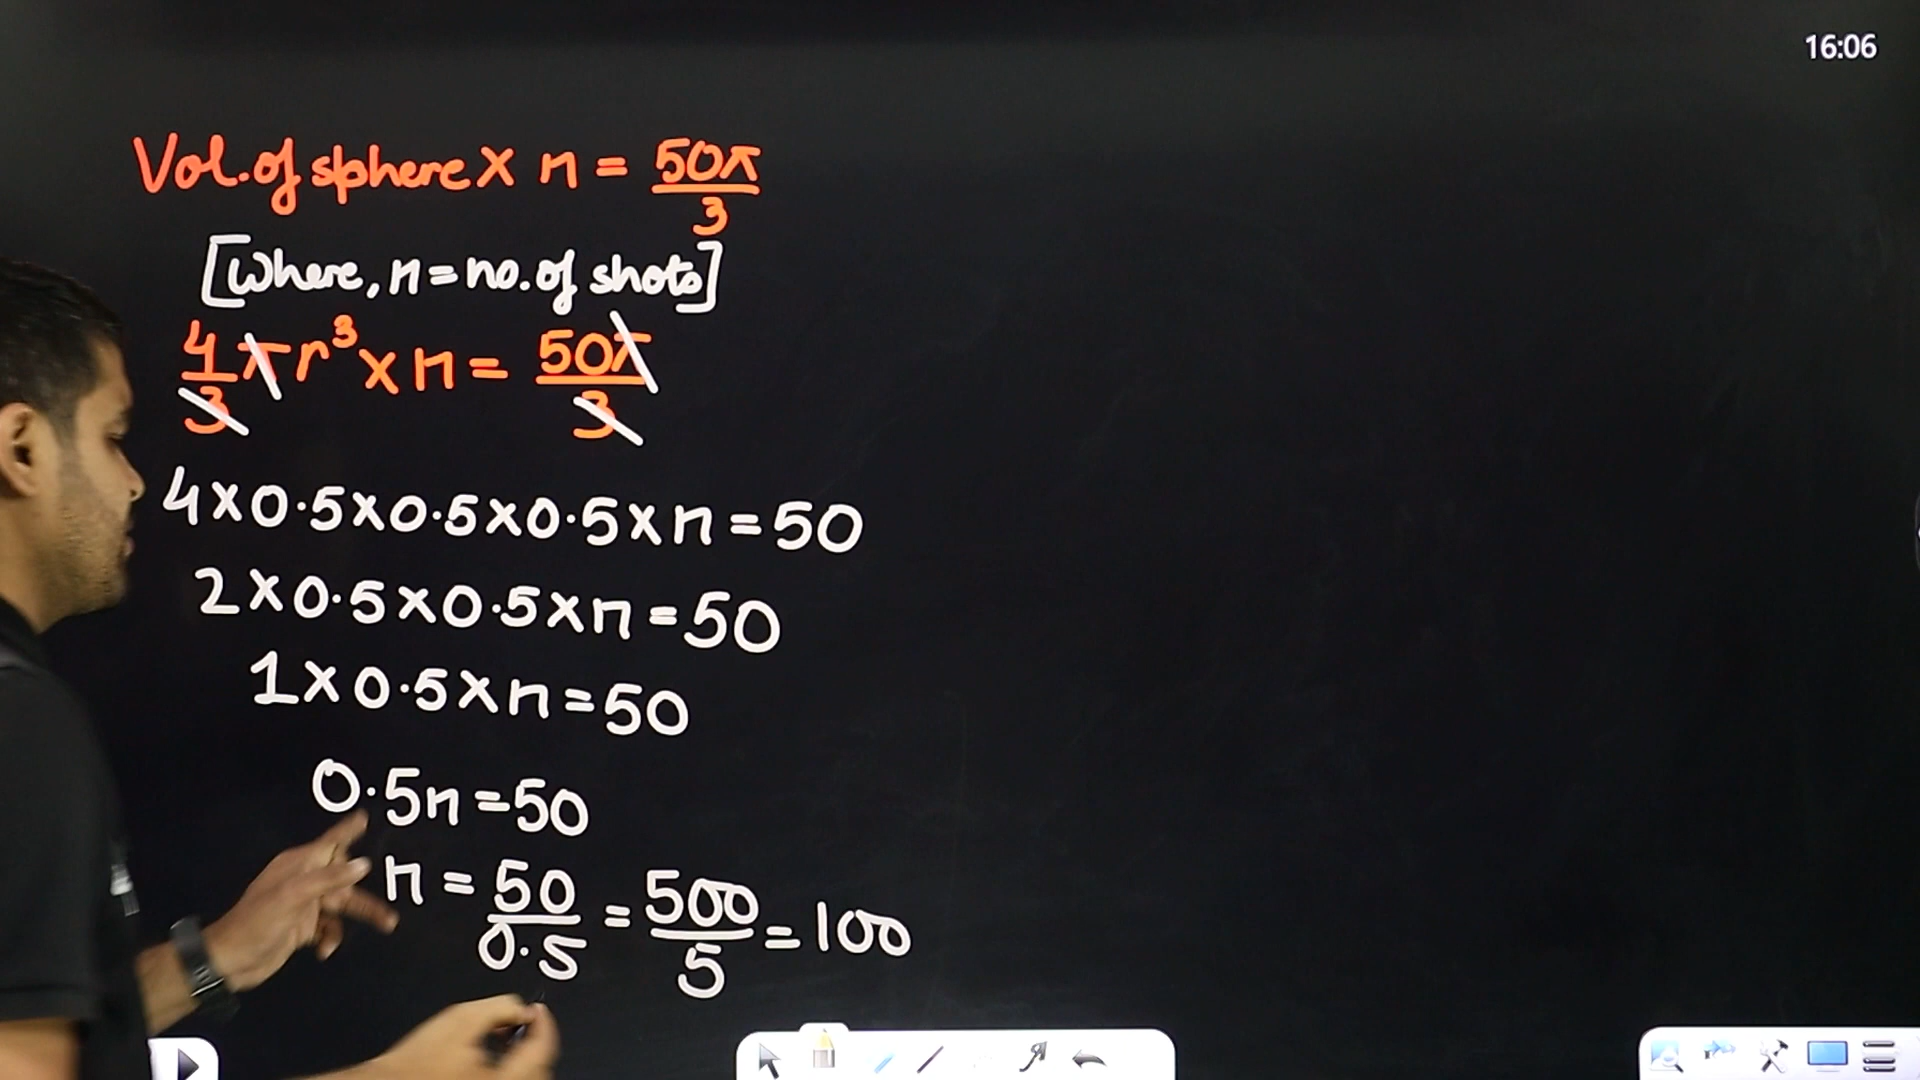 16:06
Vol. of sphere × n = 50π/3
[Where, n = no. of shots]
4/3 π r³ × n = 50π/3
4×0.5×0.5×0.5×n=50
2×0.5×0.5×n=50
1×0.5×n=50
0.5n=50
n = 50/0.5 = 500/5 = 100